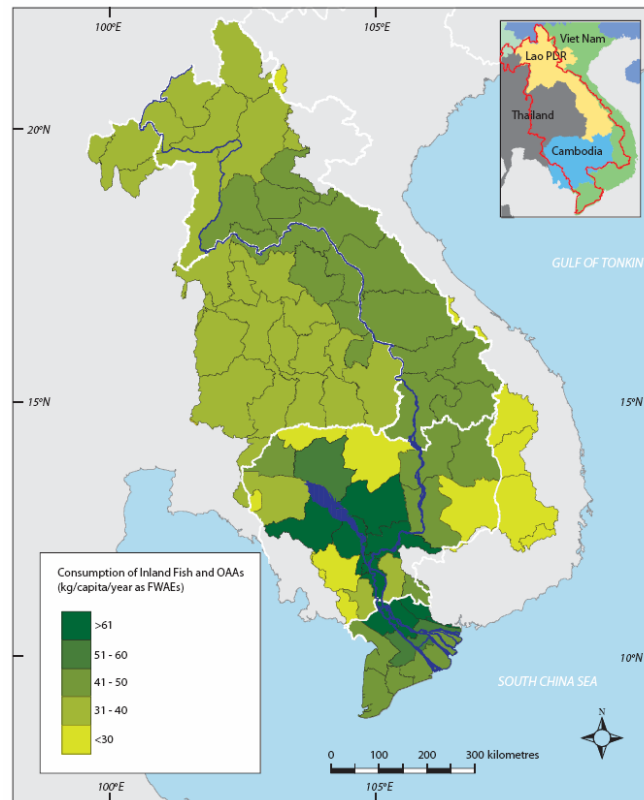 100°E
105°E
Viet Nam
Lao PDR
Thailand
Cambodia
20°N
GULF OF TONKIN
15°N
15°N
Consumption of Inland Fish and OAAs
(kg/capita/year as FWAEs)
>61
51 - 60
41 - 50
31 - 40
<30
10°N
SOUTH CHINA SEA
N
0 100 200 300 kilometres
100°E
105°E